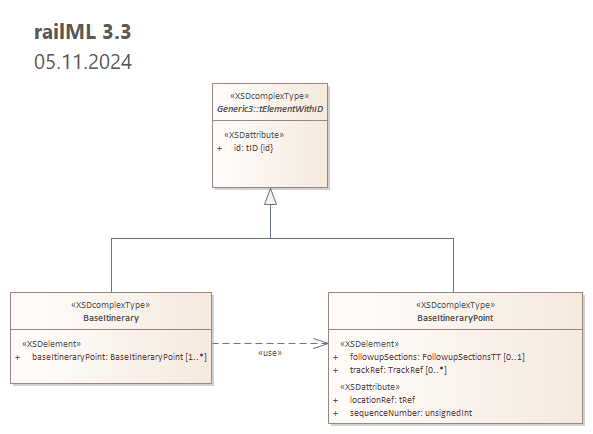 railML 3.3
05.11.2024
«XSDcomplexType»
Generic3::tElementWithID
«XSDattribute»
+ id: tID {id}
«XSDcomplexType»
BaseItinerary
«XSDelement»
+ baseItineraryPoint: BaseItineraryPoint [1..*]
«use»
«XSDcomplexType»
BaseItineraryPoint
«XSDelement»
+ followupSections: FollowupSectionsTT [0..1]
+ trackRef: TrackRef [0..*]
«XSDattribute»
+ locationRef: tRef
+ sequenceNumber: unsignedInt